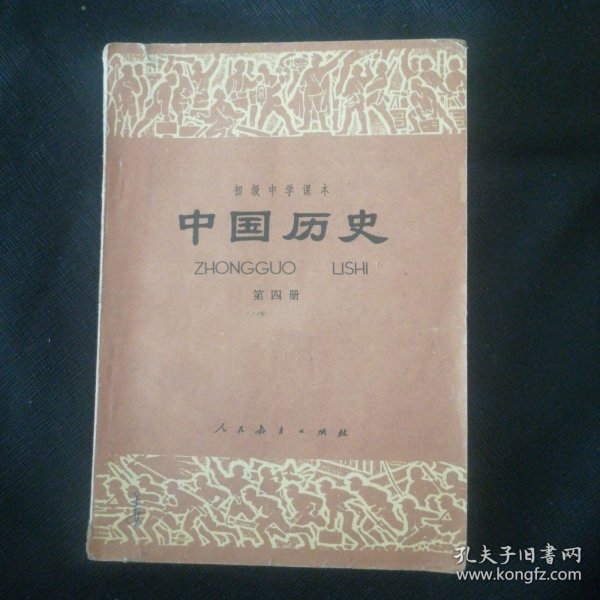 初级中学课本
中国历史
ZHONGGUO LISHI
第四册
人民教育出版社
孔夫子旧书网
www.kongfz.com